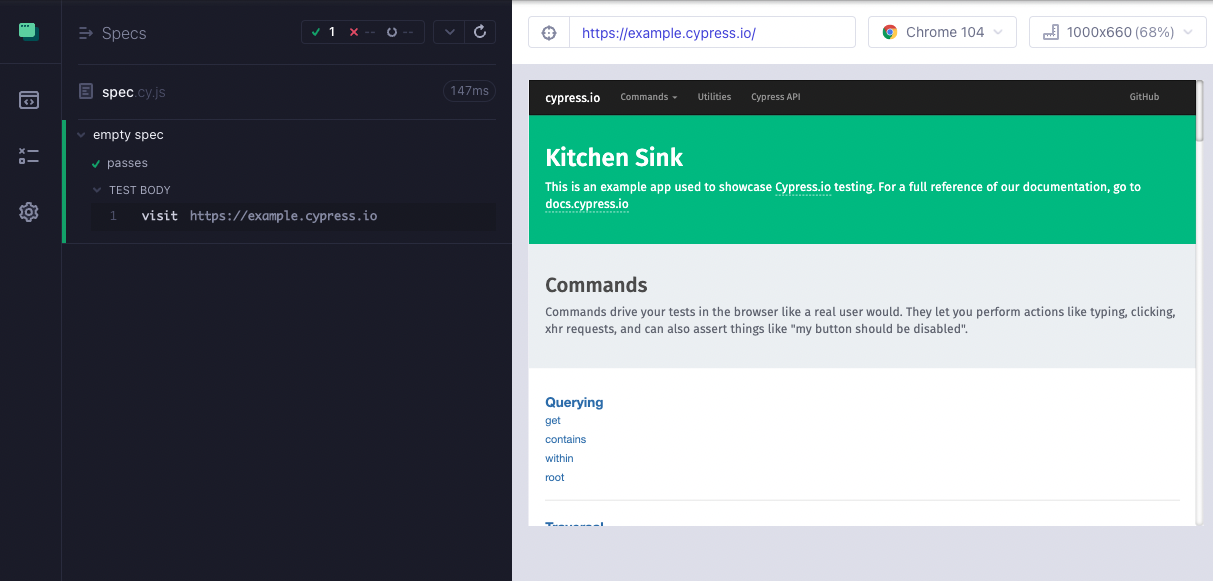 Specs
1 -- --
spec.cy.js 147ms
empty spec
passes
TEST BODY
1 visit https://example.cypress.io
https://example.cypress.io/
Chrome 104
1000x660 (68%)
cypress.io Commands Utilities Cypress API GitHub
Kitchen Sink
This is an example app used to showcase Cypress.io testing. For a full reference of our documentation, go to
docs.cypress.io
Commands
Commands drive your tests in the browser like a real user would. They let you perform actions like typing, clicking,
xhr requests, and can also assert things like "my button should be disabled".
Querying
get
contains
within
root